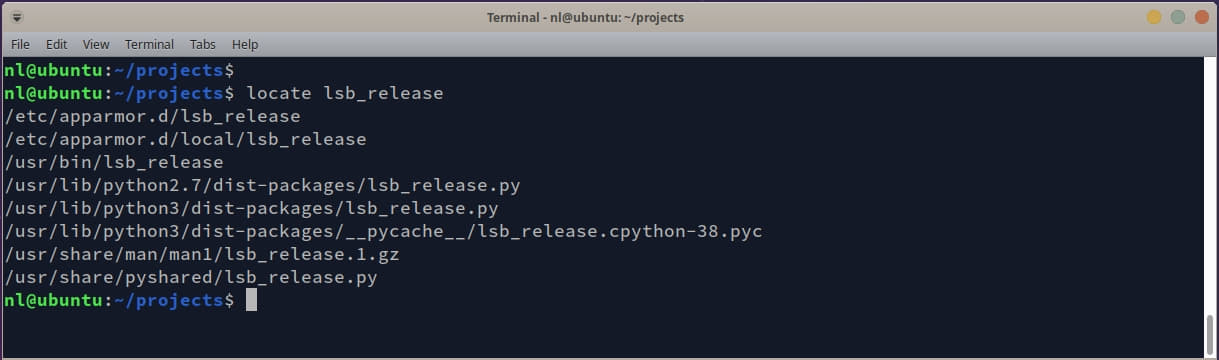 Terminal - nl@ubuntu: ~/projects
File Edit View Terminal Tabs Help
nl@ubuntu:~/projects$
nl@ubuntu:~/projects$ locate lsb_release
/etc/apparmor.d/lsb_release
/etc/apparmor.d/local/lsb_release
/usr/bin/lsb_release
/usr/lib/python2.7/dist-packages/lsb_release.py
/usr/lib/python3/dist-packages/lsb_release.py
/usr/lib/python3/dist-packages/__pycache__/lsb_release.cpython-38.pyc
/usr/share/man/man1/lsb_release.1.gz
/usr/share/pyshared/lsb_release.py
nl@ubuntu:~/projects$